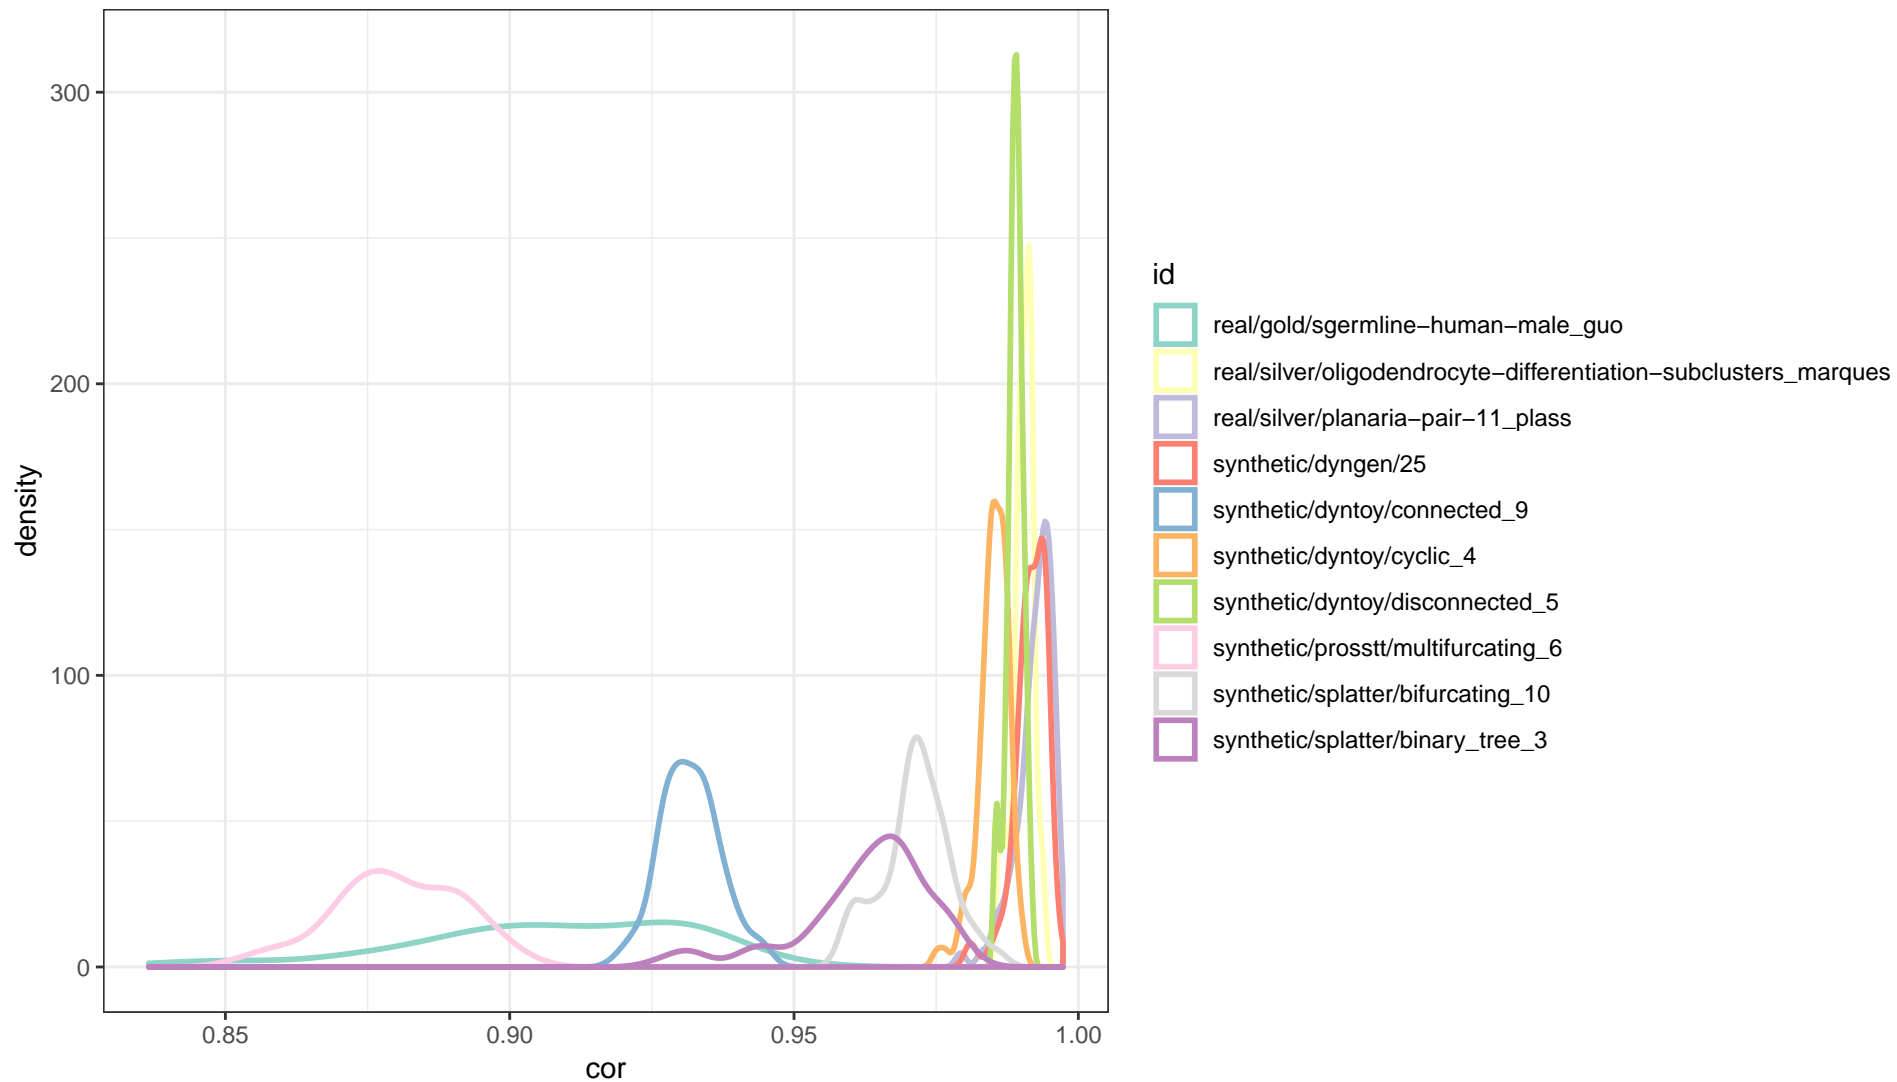 300
200
100
0
density
0.85
0.90
0.95
1.00
cor
id
real/gold/sgermline−human−male_guo
real/silver/oligodendrocyte−differentiation−subclusters_marques
real/silver/planaria−pair−11_plass
synthetic/dyngen/25
synthetic/dyntoy/connected_9
synthetic/dyntoy/cyclic_4
synthetic/dyntoy/disconnected_5
synthetic/prosstt/multifurcating_6
synthetic/splatter/bifurcating_10
synthetic/splatter/binary_tree_3